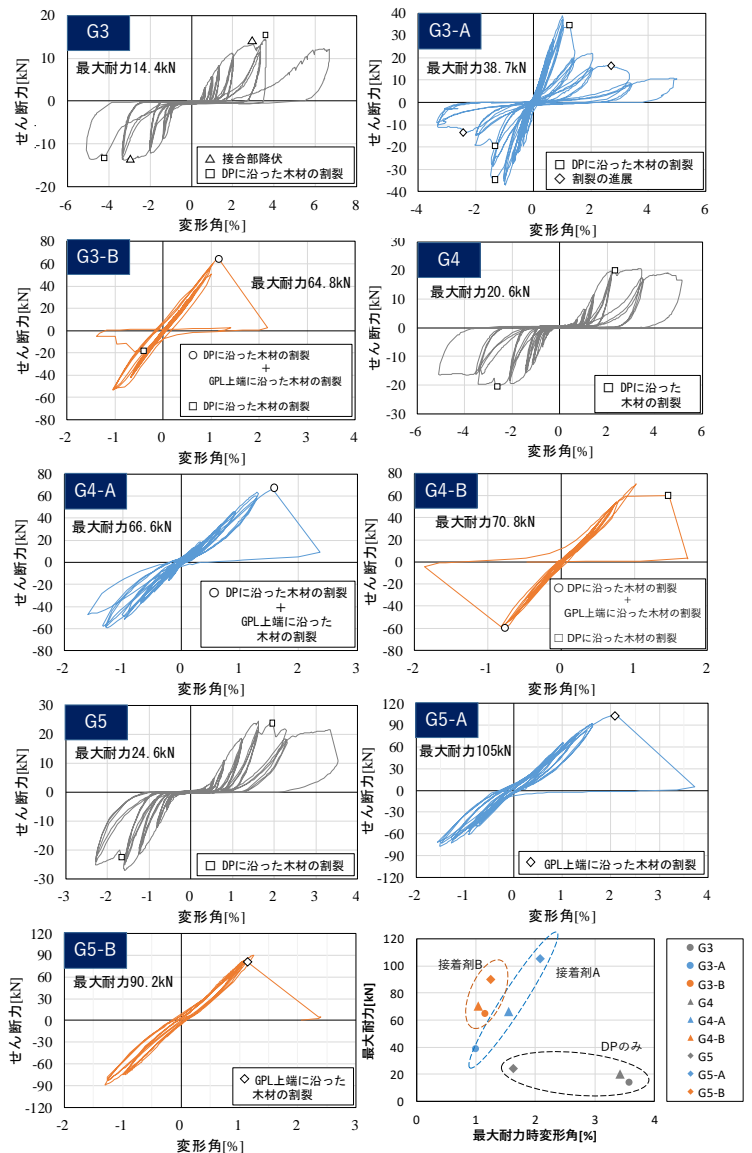 G3
最大耐力14.4kN
せん断力[kN]
20
15
10
5
0
-5
-10
-15
-20
△ 接合部降伏
□ DPに沿った木材の割裂
-6 -4 -2 0 2 4 6 8
変形角[%]
G3-A
最大耐力38.7kN
せん断力[kN]
40
30
20
10
0
-10
-20
-30
-40
□ DPに沿った木材の割裂
◇ 割裂の進展
-4 -2 0 2 4 6
変形角[%]
G3-B
最大耐力64.8kN
せん断力[kN]
80
60
40
20
0
-20
-40
-60
-80
○ DPに沿った木材の割裂
+
GPL上端に沿った木材の割裂
□ DPに沿った木材の割裂
-2 -1 0 1 2 3 4
変形角[%]
G4
最大耐力20.6kN
せん断力[kN]
30
20
10
0
-10
-20
-30
□ DPに沿った
木材の割裂
-6 -4 -2 0 2 4 6
変形角[%]
G4-A
最大耐力66.6kN
せん断力[kN]
80
60
40
20
0
-20
-40
-60
-80
○ DPに沿った木材の割裂
+
GPL上端に沿った
木材の割裂
-2 -1 0 1 2 3
変形角[%]
G4-B
最大耐力70.8kN
せん断力[kN]
80
60
40
20
0
-20
-40
-60
-80
○ DPに沿った木材の割裂
+
GPL上端に沿った木材の割裂
□ DPに沿った木材の割裂
-2 -1 0 1 2
変形角[%]
G5
最大耐力24.6kN
せん断力[kN]
30
20
10
0
-10
-20
-30
□ DPに沿った木材の割裂
-3 -2 -1 0 1 2 3 4
変形角[%]
G5-A
最大耐力105kN
せん断力[kN]
120
90
60
30
0
-30
-60
-90
-120
◇ GPL上端に沿った木材の割裂
-2 -1 0 1 2 3 4
変形角[%]
G5-B
最大耐力90.2kN
せん断力[kN]
120
90
60
30
0
-30
-60
-90
-120
◇ GPL上端に沿った
木材の割裂
-2 -1 0 1 2 3
変形角[%]
最大耐力[kN]
120
100
80
60
40
20
0
接着剤B
接着剤A
DPのみ
0 1 2 3 4
最大耐力時変形角[%]
G3
G3-A
G3-B
G4
G4-A
G4-B
G5
G5-A
G5-B